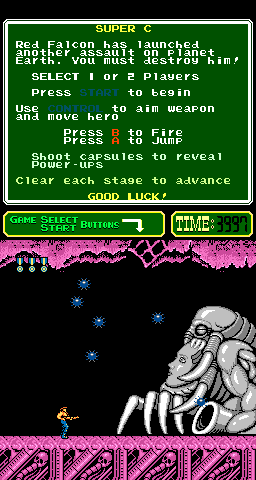 SUPER C
Red Falcon has launched
another assault on planet
Earth. You must destroy him!
SELECT 1 or 2 Players
Press START to begin
Use CONTROL to aim weapon
and move hero
Press B to Fire
Press A to Jump
Shoot capsules to reveal
Power-ups
Clear each stage to advance
GOOD LUCK!
GAME SELECT
START BUTTONS
TIME: 3997